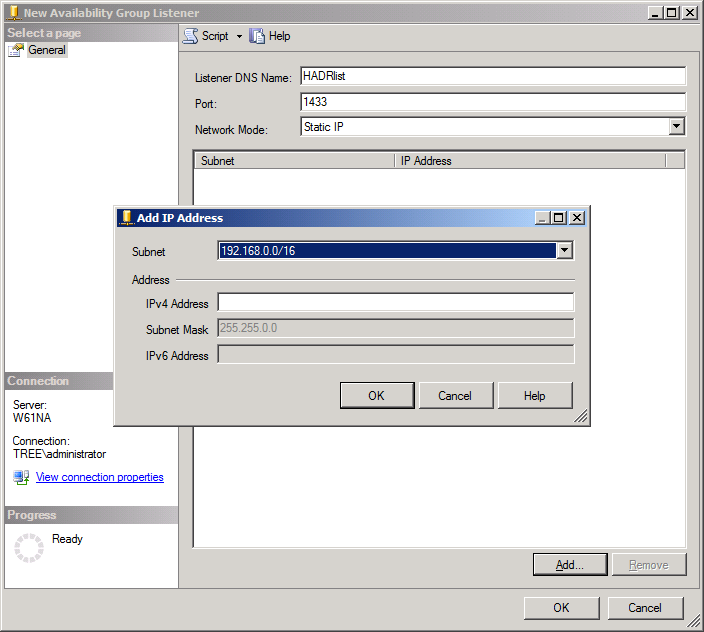 New Availability Group Listener
Select a page
General
Script Help
Listener DNS Name: HADRlist
Port: 1433
Network Mode: Static IP
Subnet IP Address
Add IP Address
Subnet 192.168.0.0/16
Address
IPv4 Address
Subnet Mask 255.255.0.0
IPv6 Address
OK Cancel Help
Connection
Server:
W61NA
Connection:
TREE\administrator
View connection properties
Progress
Ready
Add... Remove
OK Cancel